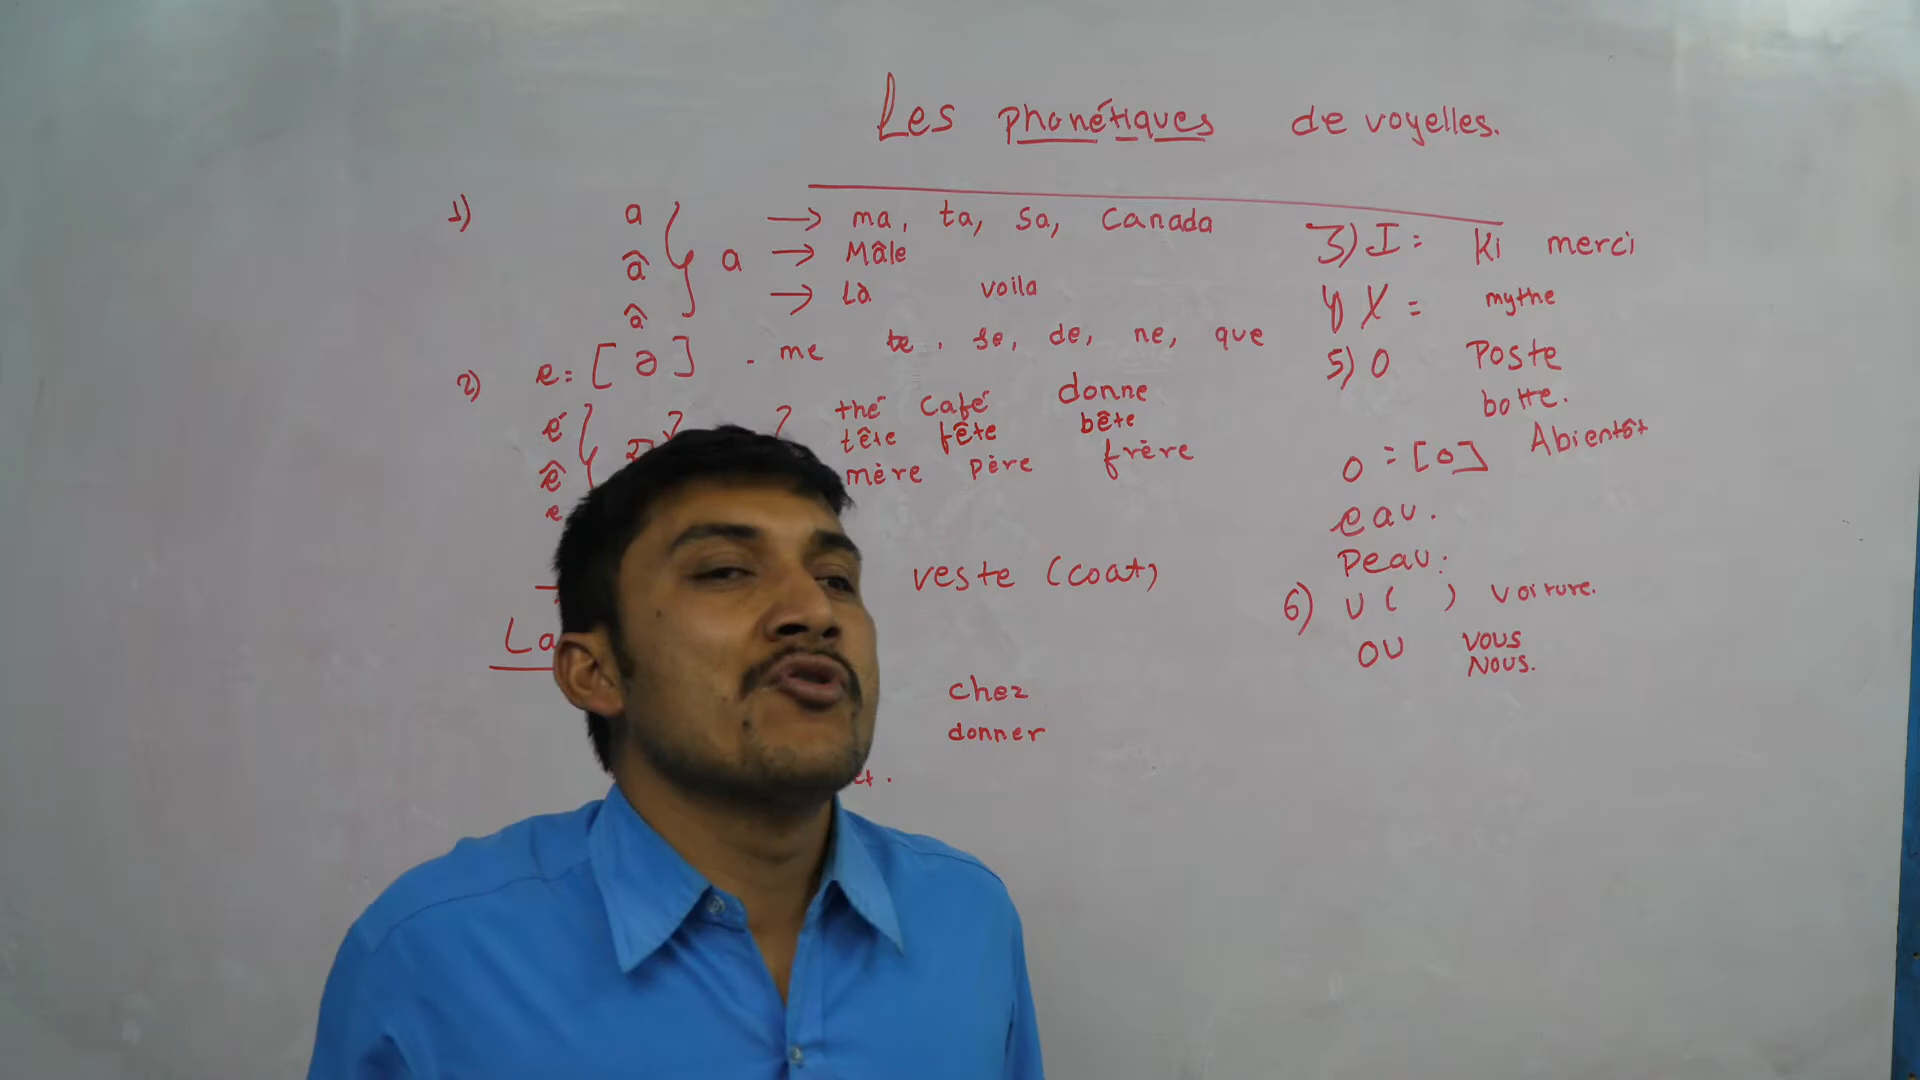 Les phonétiques de voyelles.
1) a → ma, ta, sa, Canada
â a → Mâle
→ Là voila
2) e = [ə] - me te, se, de, ne, que
é thé café donne
ê tête fête bête
e mère père frère
veste (coat)
La
chez
donner
et.
3) I = Ki merci
Y = mythe
5) O Poste
botte.
o = [o] Abientôt
eau.
Peau.
6) U ( ) voiture.
OU vous
Nous.